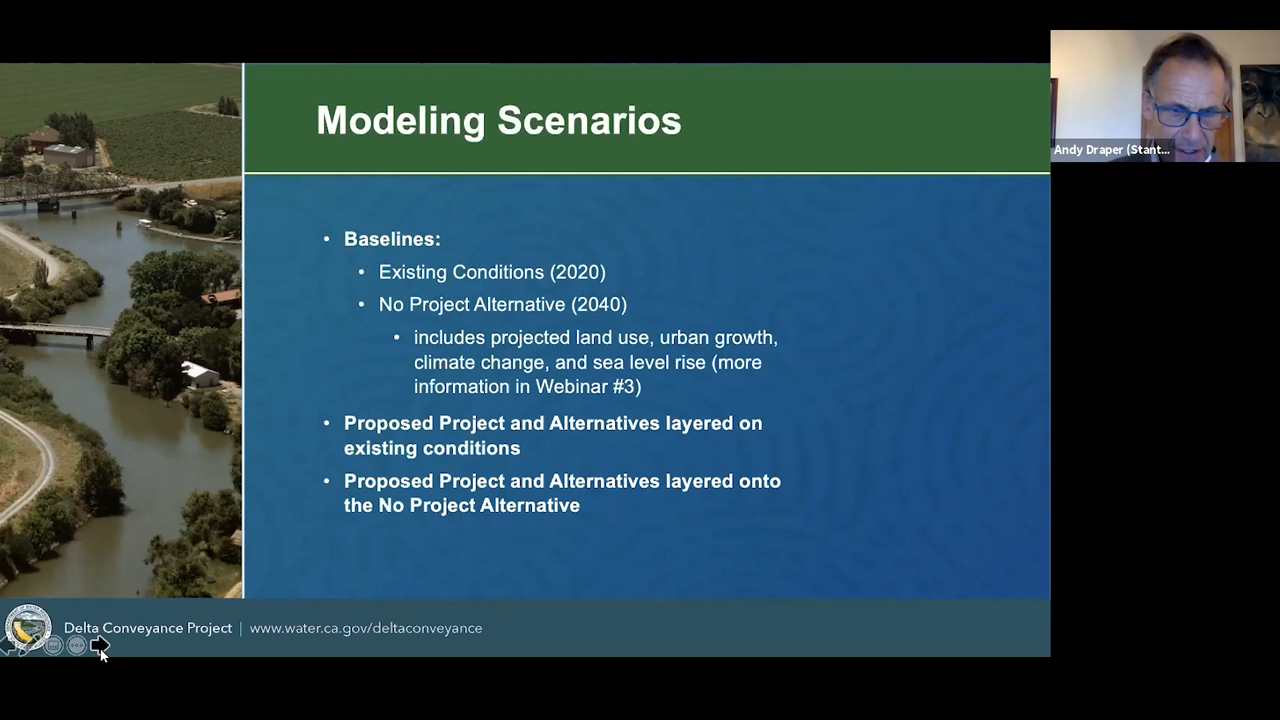 Modeling Scenarios
Andy Draper (Stant...
• Baselines:
• Existing Conditions (2020)
• No Project Alternative (2040)
• includes projected land use, urban growth,
climate change, and sea level rise (more
information in Webinar #3)
• Proposed Project and Alternatives layered on
existing conditions
• Proposed Project and Alternatives layered onto
the No Project Alternative
Delta Conveyance Project | www.water.ca.gov/deltaconveyance